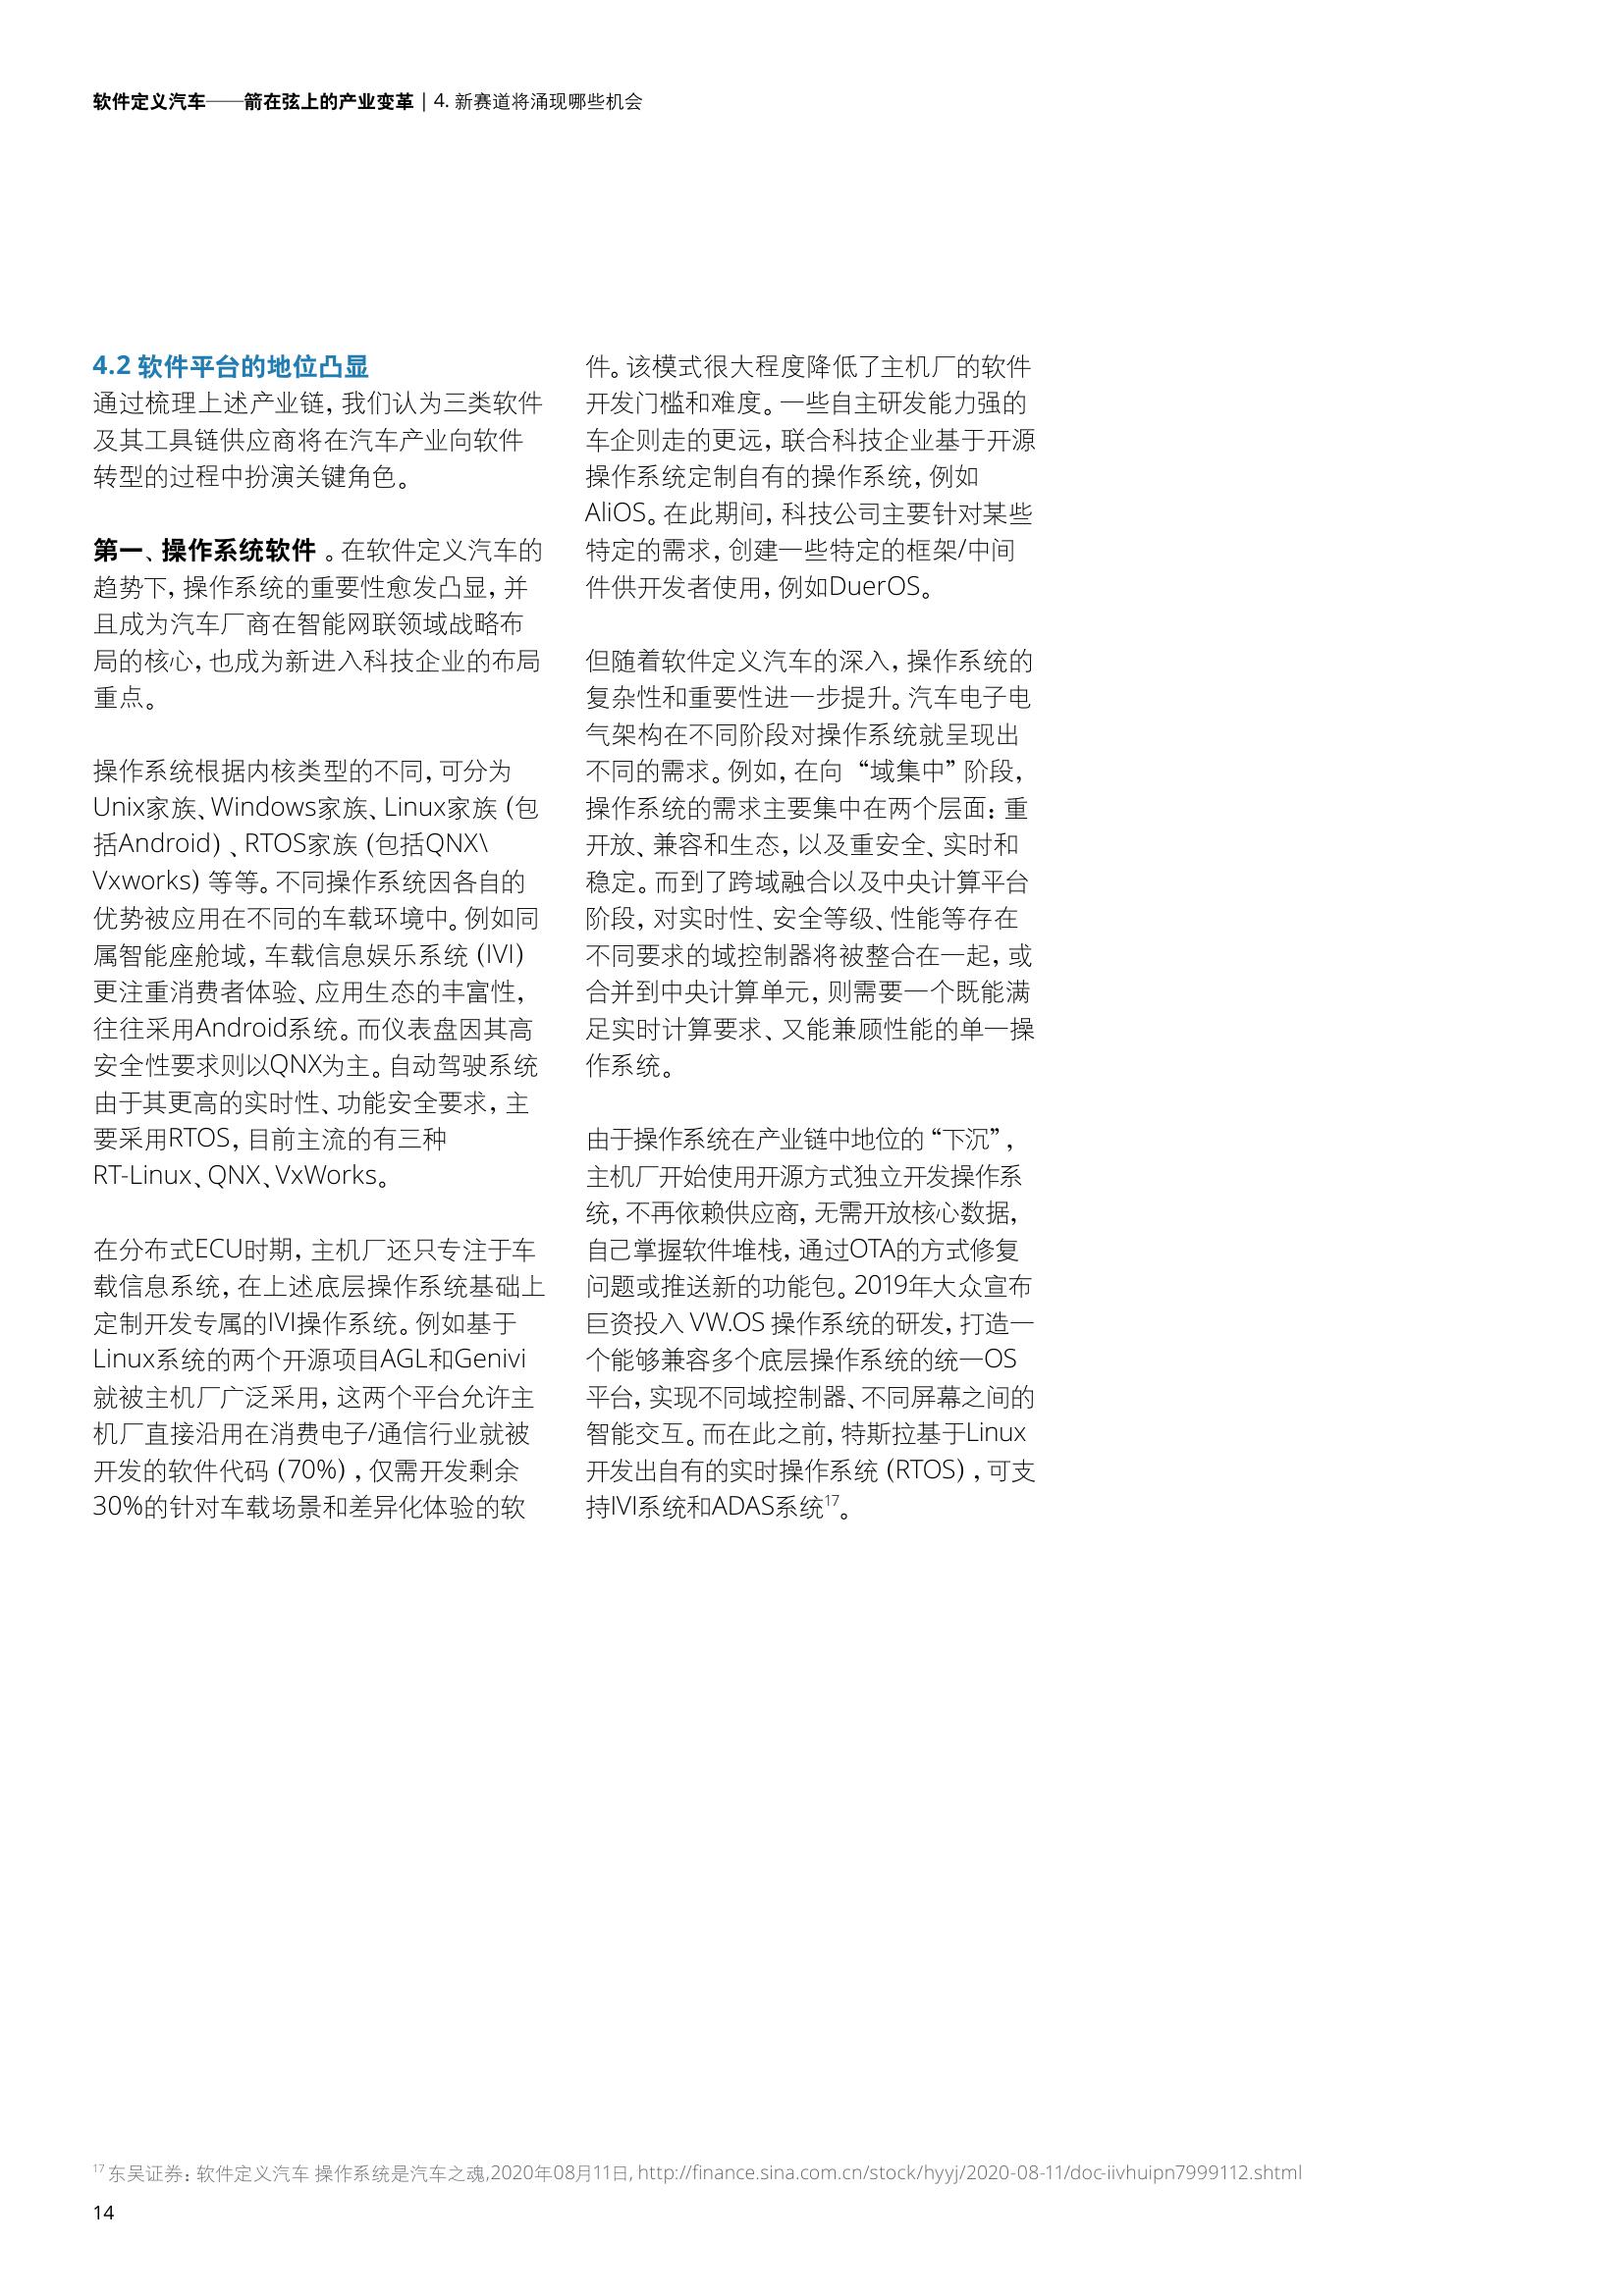 软件定义汽车——箭在弦上的产业变革 | 4. 新赛道将涌现哪些机会
4.2 软件平台的地位凸显
通过梳理上述产业链，我们认为三类软件
及其工具链供应商将在汽车产业向软件
转型的过程中扮演关键角色。
第一、操作系统软件 。在软件定义汽车的
趋势下，操作系统的重要性愈发凸显，并
且成为汽车厂商在智能网联领域战略布
局的核心，也成为新进入科技企业的布局
重点。
操作系统根据内核类型的不同，可分为
Unix家族、Windows家族、Linux家族（包
括Android）、RTOS家族（包括QNX\
Vxworks）等等。不同操作系统因各自的
优势被应用在不同的车载环境中。例如同
属智能座舱域，车载信息娱乐系统（IVI）
更注重消费者体验、应用生态的丰富性，
往往采用Android系统。而仪表盘因其高
安全性要求则以QNX为主。自动驾驶系统
由于其更高的实时性、功能安全要求，主
要采用RTOS，目前主流的有三种
RT-Linux、QNX、VxWorks。
在分布式ECU时期，主机厂还只专注于车
载信息系统，在上述底层操作系统基础上
定制开发专属的IVI操作系统。例如基于
Linux系统的两个开源项目AGL和Genivi
就被主机厂广泛采用，这两个平台允许主
机厂直接沿用在消费电子/通信行业就被
开发的软件代码（70%），仅需开发剩余
30%的针对车载场景和差异化体验的软
件。该模式很大程度降低了主机厂的软件
开发门槛和难度。一些自主研发能力强的
车企则走的更远，联合科技企业基于开源
操作系统定制自有的操作系统，例如
AliOS。在此期间，科技公司主要针对某些
特定的需求，创建一些特定的框架/中间
件供开发者使用，例如DuerOS。
但随着软件定义汽车的深入，操作系统的
复杂性和重要性进一步提升。汽车电子电
气架构在不同阶段对操作系统就呈现出
不同的需求。例如，在向“域集中”阶段，
操作系统的需求主要集中在两个层面：重
开放、兼容和生态，以及重安全、实时和
稳定。而到了跨域融合以及中央计算平台
阶段，对实时性、安全等级、性能等存在
不同要求的域控制器将被整合在一起，或
合并到中央计算单元，则需要一个既能满
足实时计算要求、又能兼顾性能的单一操
作系统。
由于操作系统在产业链中地位的“下沉”，
主机厂开始使用开源方式独立开发操作系
统，不再依赖供应商，无需开放核心数据，
自己掌握软件堆栈，通过OTA的方式修复
问题或推送新的功能包。2019年大众宣布
巨资投入 VW.OS 操作系统的研发，打造一
个能够兼容多个底层操作系统的统一OS
平台，实现不同域控制器、不同屏幕之间的
智能交互。而在此之前，特斯拉基于Linux
开发出自有的实时操作系统（RTOS），可支
持IVI系统和ADAS系统17。
17 东吴证券：软件定义汽车 操作系统是汽车之魂,2020年08月11日, http://finance.sina.com.cn/stock/hyyj/2020-08-11/doc-iivhuipn7999112.shtml
14